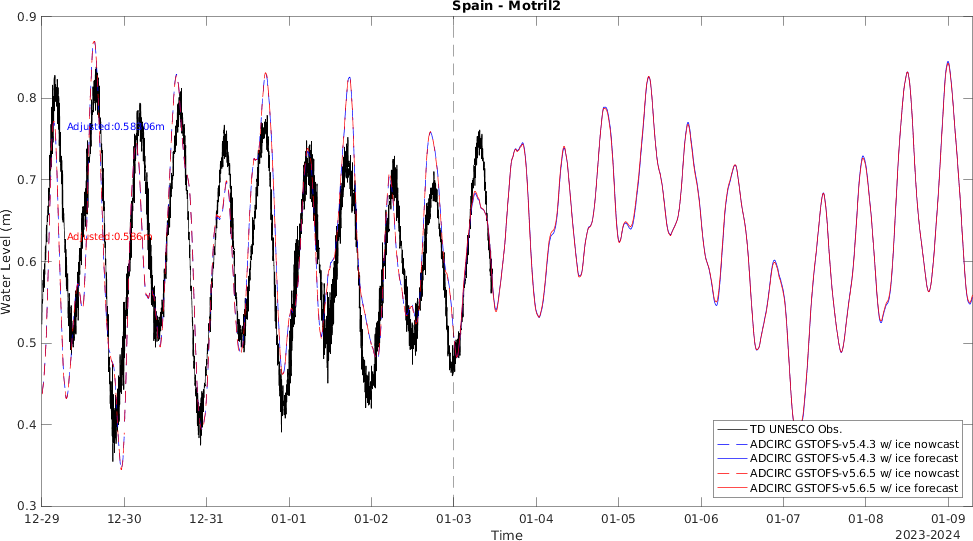 Spain - Motril2
0.9
0.8
0.7
0.6
0.5
0.4
0.3
Water Level (m)
Adjusted:0.536m
TD UNESCO Obs.
ADCIRC GSTOFS-v5.4.3 w/ ice nowcast
ADCIRC GSTOFS-v5.4.3 w/ ice forecast
ADCIRC GSTOFS-v5.6.5 w/ ice nowcast
ADCIRC GSTOFS-v5.6.5 w/ ice forecast
12-29 12-30 12-31 01-01 01-02 01-03 01-04 01-05 01-06 01-07 01-08 01-09
Time
2023-2024